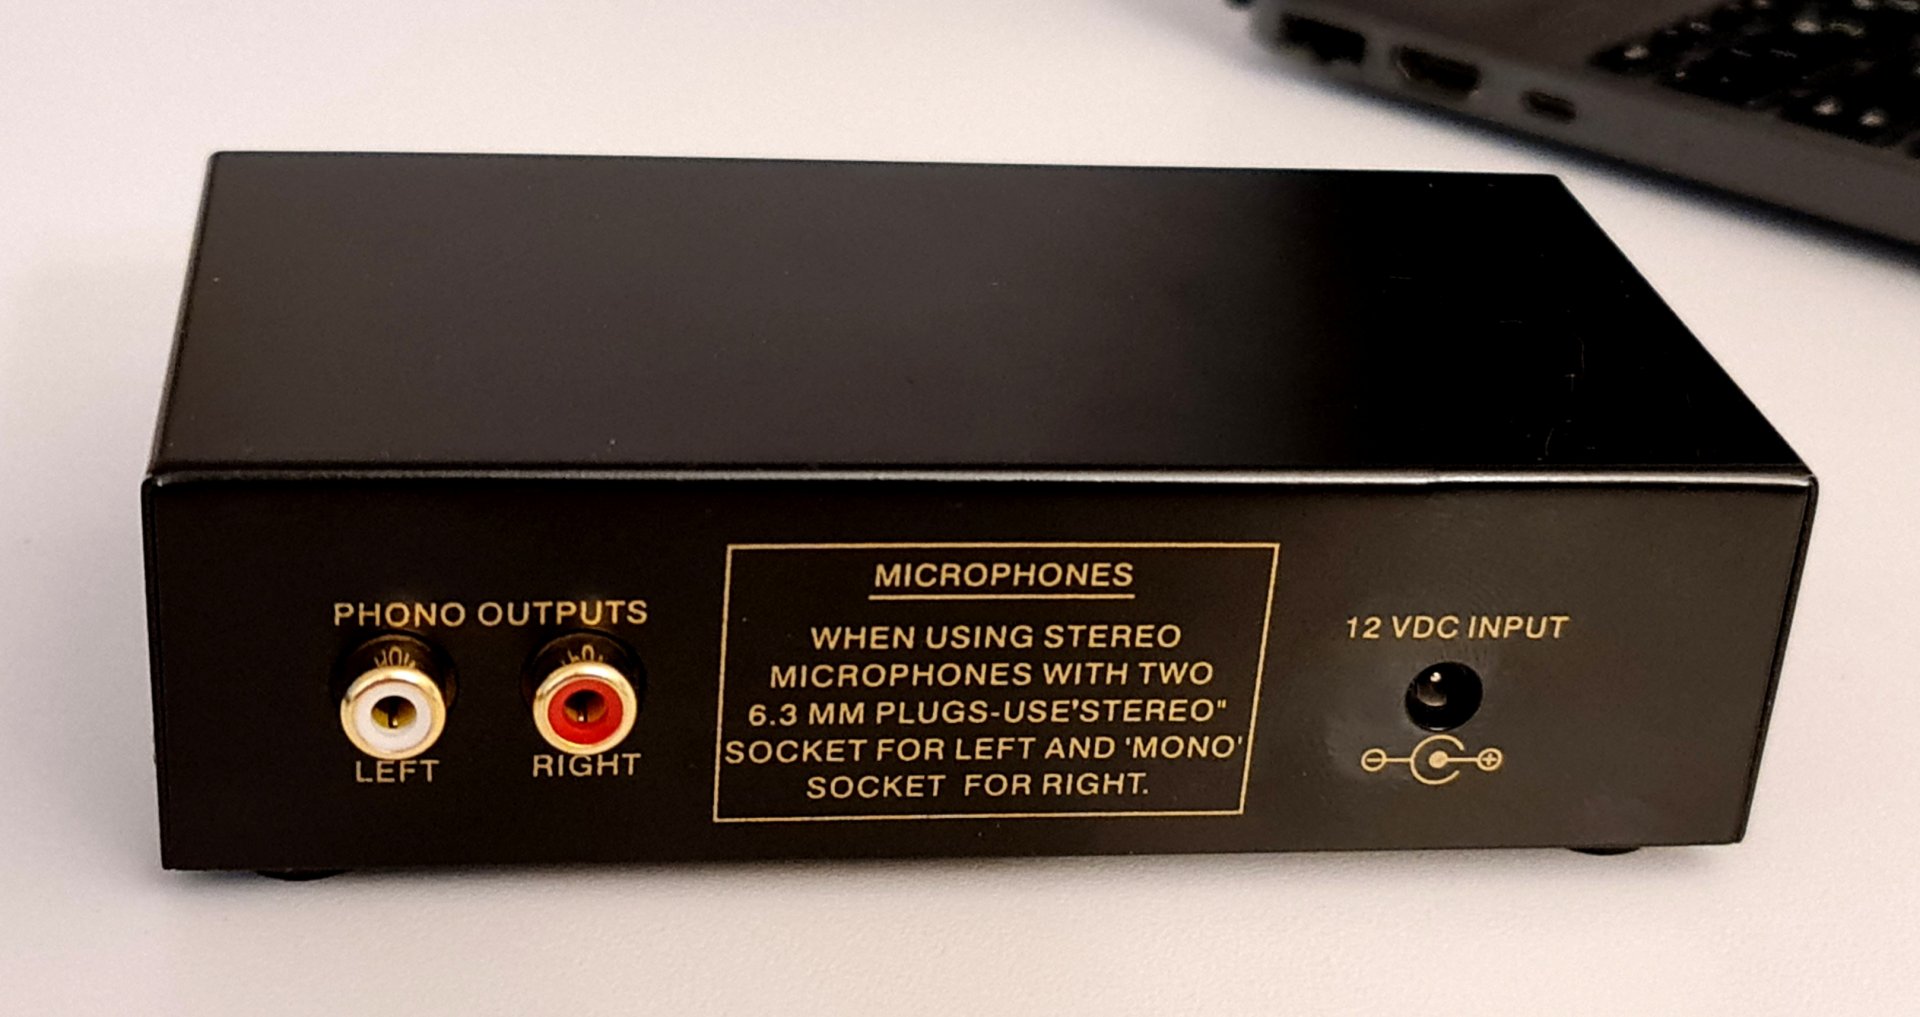 PHONO OUTPUTS
LEFT
RIGHT
MICROPHONES
WHEN USING STEREO
MICROPHONES WITH TWO
6.3 MM PLUGS-USE'STEREO"
SOCKET FOR LEFT AND 'MONO'
SOCKET FOR RIGHT.
12 VDC INPUT